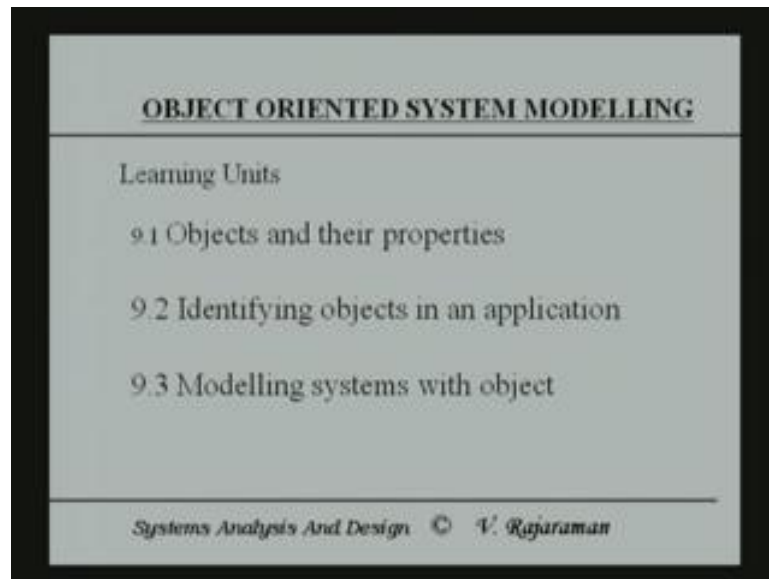 OBJECT ORIENTED SYSTEM MODELLING
Learning Units
9.1 Objects and their properties
9.2 Identifying objects in an application
9.3 Modelling systems with object
Systems Analysis And Design © V. Rajaraman